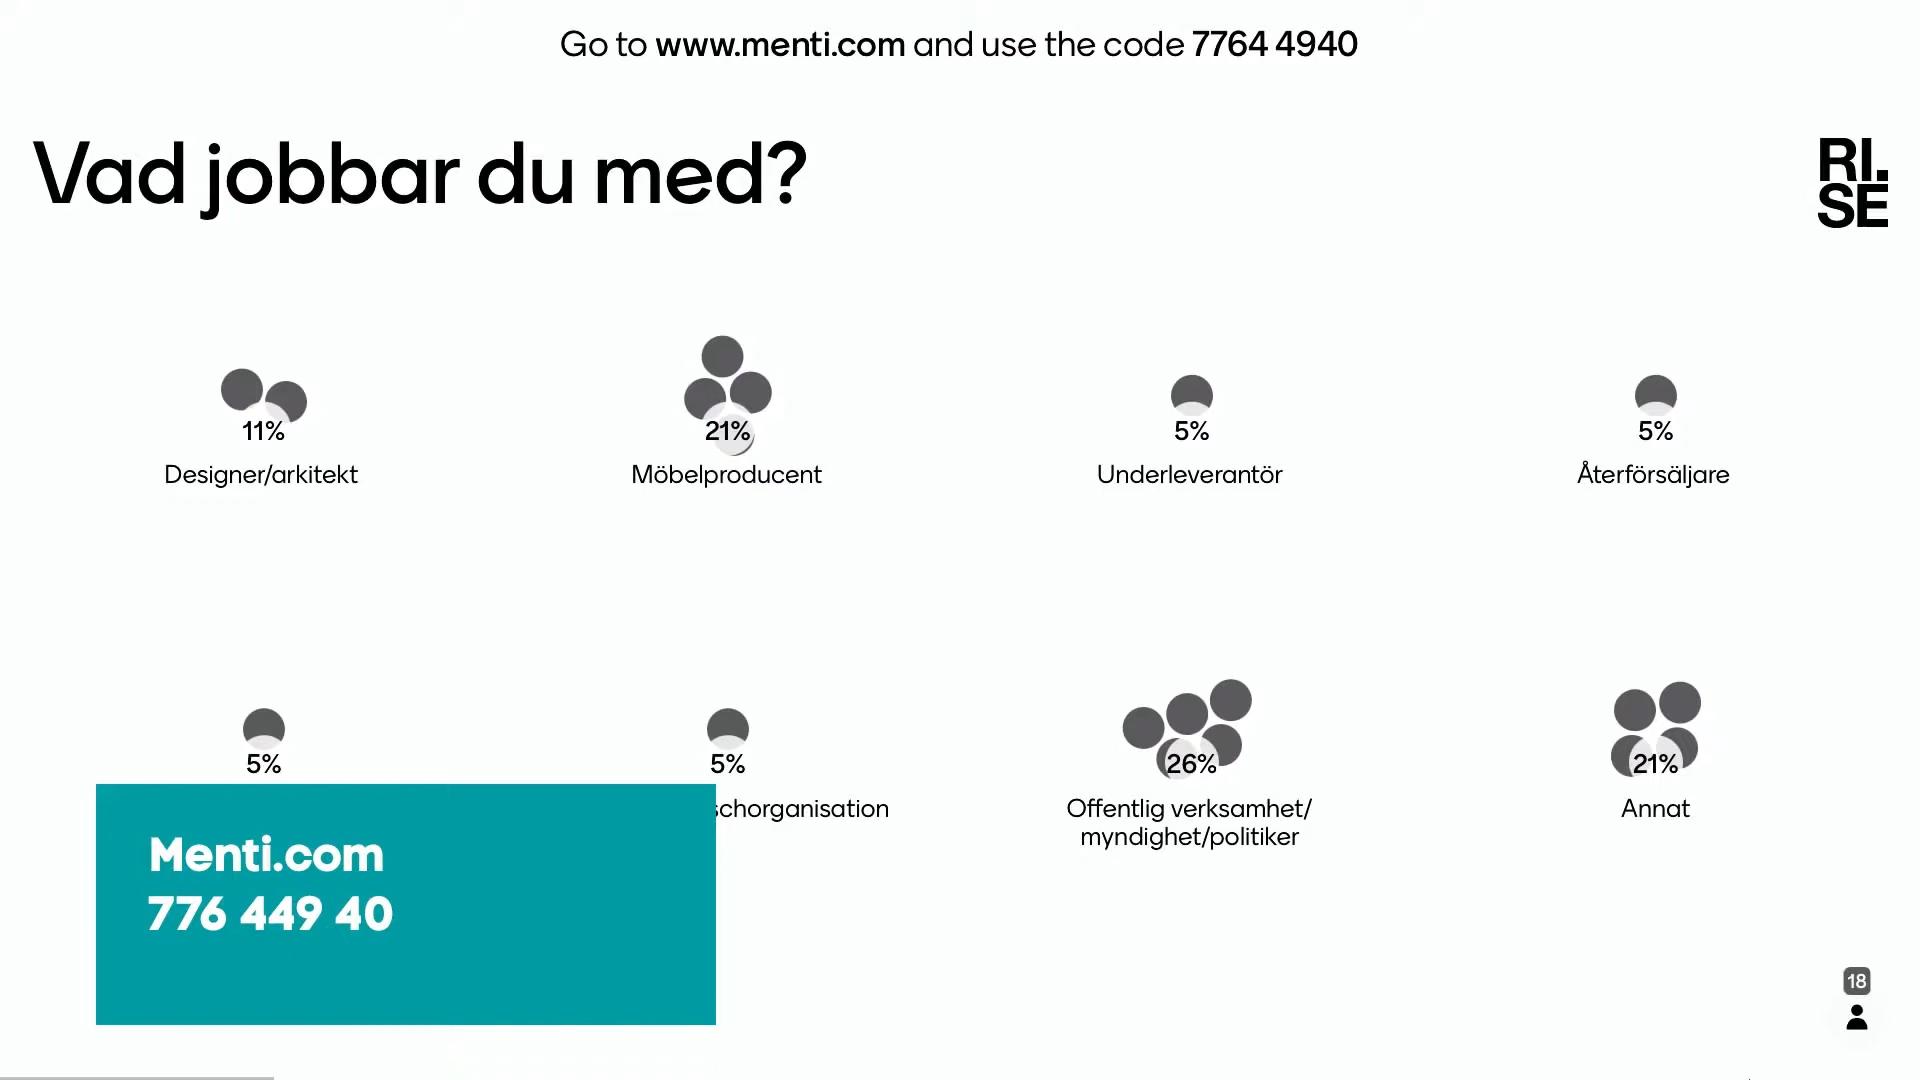 Go to www.menti.com and use the code 7764 4940
Vad jobbar du med?
RI.
SE
11%
21%
5%
5%
Designer/arkitekt
Möbelproducent
Underleverantör
Återförsäljare
5%
5%
26%
21%
schorganisation
Offentlig verksamhet/
myndighet/politiker
Annat
Menti.com
776 449 40
18